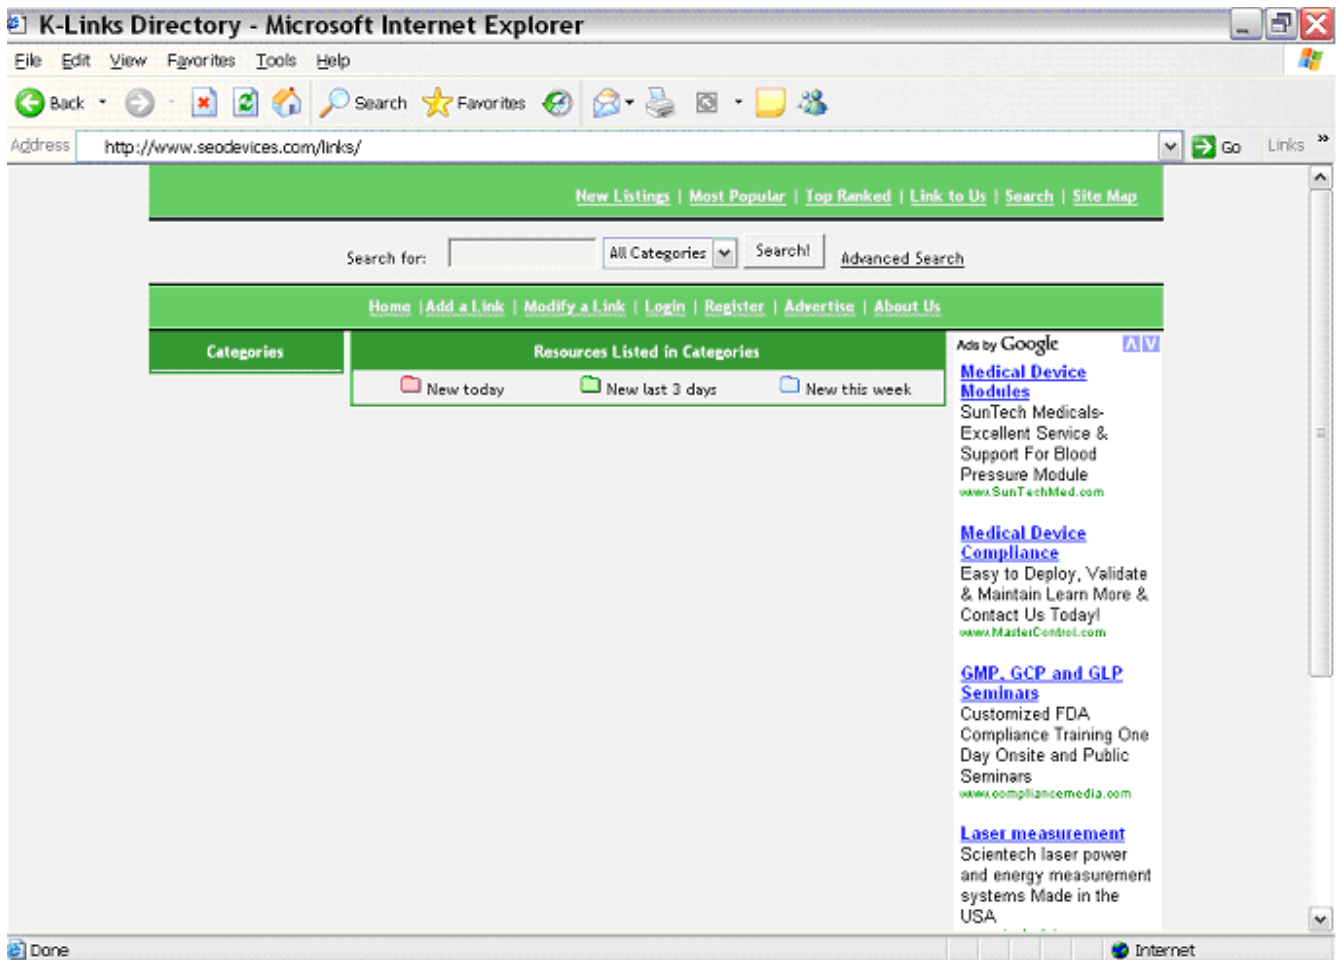 K-Links Directory - Microsoft Internet Explorer
File Edit View Favorites Tools Help
Back Search Favorites
Address http://www.seodevices.com/links/ Go Links »
New Listings | Most Popular | Top Ranked | Link to Us | Search | Site Map
Search for: All Categories Search! Advanced Search
Home | Add a Link | Modify a Link | Login | Register | Advertise | About Us
Categories
Resources Listed in Categories
New today New last 3 days New this week
Ads by Google
Medical Device
Modules
SunTech Medicals-
Excellent Service &
Support For Blood
Pressure Module
www.SunTechMed.com
Medical Device
Compliance
Easy to Deploy, Validate
& Maintain Learn More &
Contact Us Today!
www.MasterControl.com
GMP, GCP and GLP
Seminars
Customized FDA
Compliance Training One
Day Onsite and Public
Seminars
www.compliancemedia.com
Laser measurement
Scientech laser power
and energy measurement
systems Made in the
USA
Done Internet